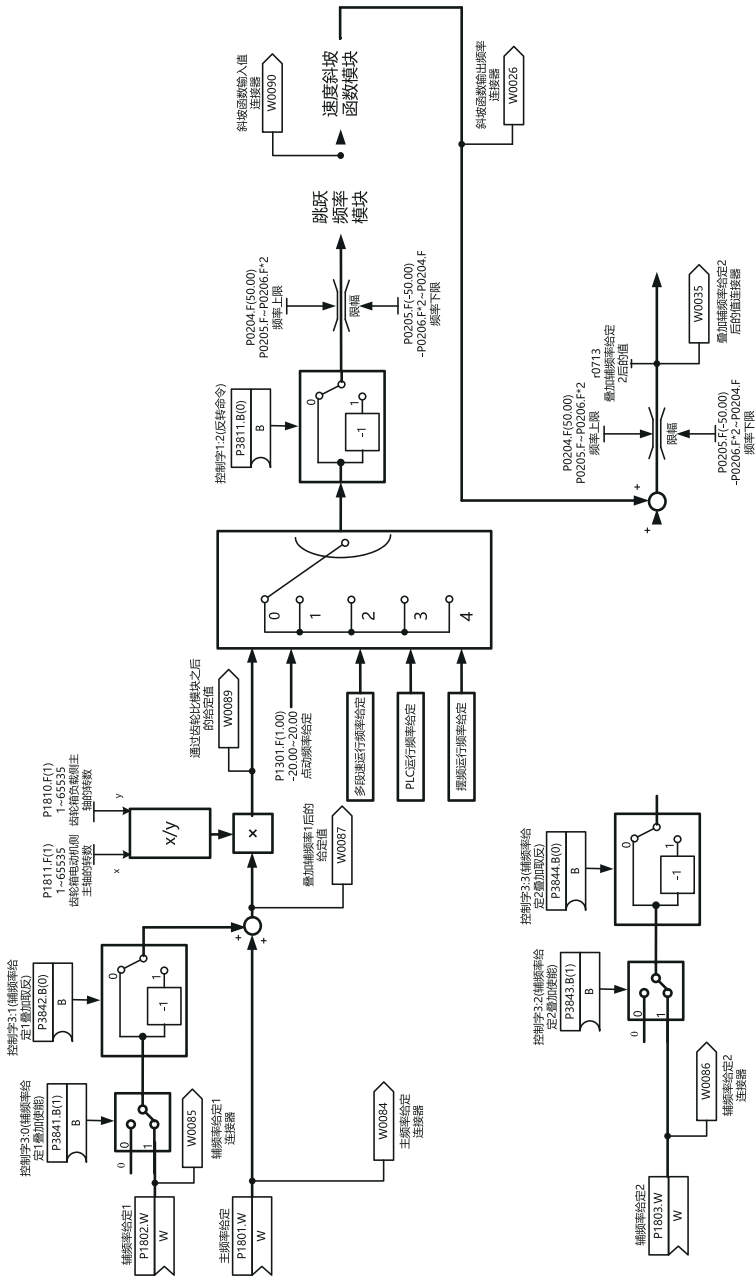 辅频率给定1
P1802.W
W
控制字3:0(辅频率给
定1叠加使能)
P3841.B(1)
B
0
0
1
W0085
辅频率给定1
连接器
控制字3:1(辅频率给
定1叠加取反)
P3842.B(0)
B
0
1
-1
主频率给定
P1801.W
W
W0084
主频率给定
连接器
+
+
叠加辅频率1后的
给定值
W0087
P1811.F(1)
1~65535
齿轮箱电动机侧
主轴的转数
x
P1810.F(1)
1~65535
齿轮箱负载侧主
轴的转数
y
x/y
×
通过齿轮比模块之后
的给定值
W0089
P1301.F(1.00)
-20.00~20.00
点动频率给定
多段速运行频率给定
PLC运行频率给定
摆频运行频率给定
0
1
2
3
4
控制字1:2(反转命令)
P3811.B(0)
B
0
1
-1
P0204.F(50.00)
P0205.F~P0206.F*2
频率上限
限幅
P0205.F(-50.00)
-P0206.F*2~P0204.F
频率下限
跳跃
频率
模块
斜坡函数输入值
连接器
W0090
速度斜坡
函数模块
斜坡函数输出频率
连接器
W0026
辅频率给定2
P1803.W
W
W0086
辅频率给定2
连接器
控制字3:2(辅频率给
定2叠加使能)
P3843.B(1)
B
0
0
1
控制字3:3(辅频率给
定2叠加取反)
P3844.B(0)
B
0
1
-1
+
+
P0204.F(50.00)
P0205.F~P0206.F*2
频率上限
限幅
P0205.F(-50.00)
-P0206.F*2~P0204.F
频率下限
r0713
叠加辅频率给定
2后的值
W0035
叠加辅频率给定2
后的值连接器